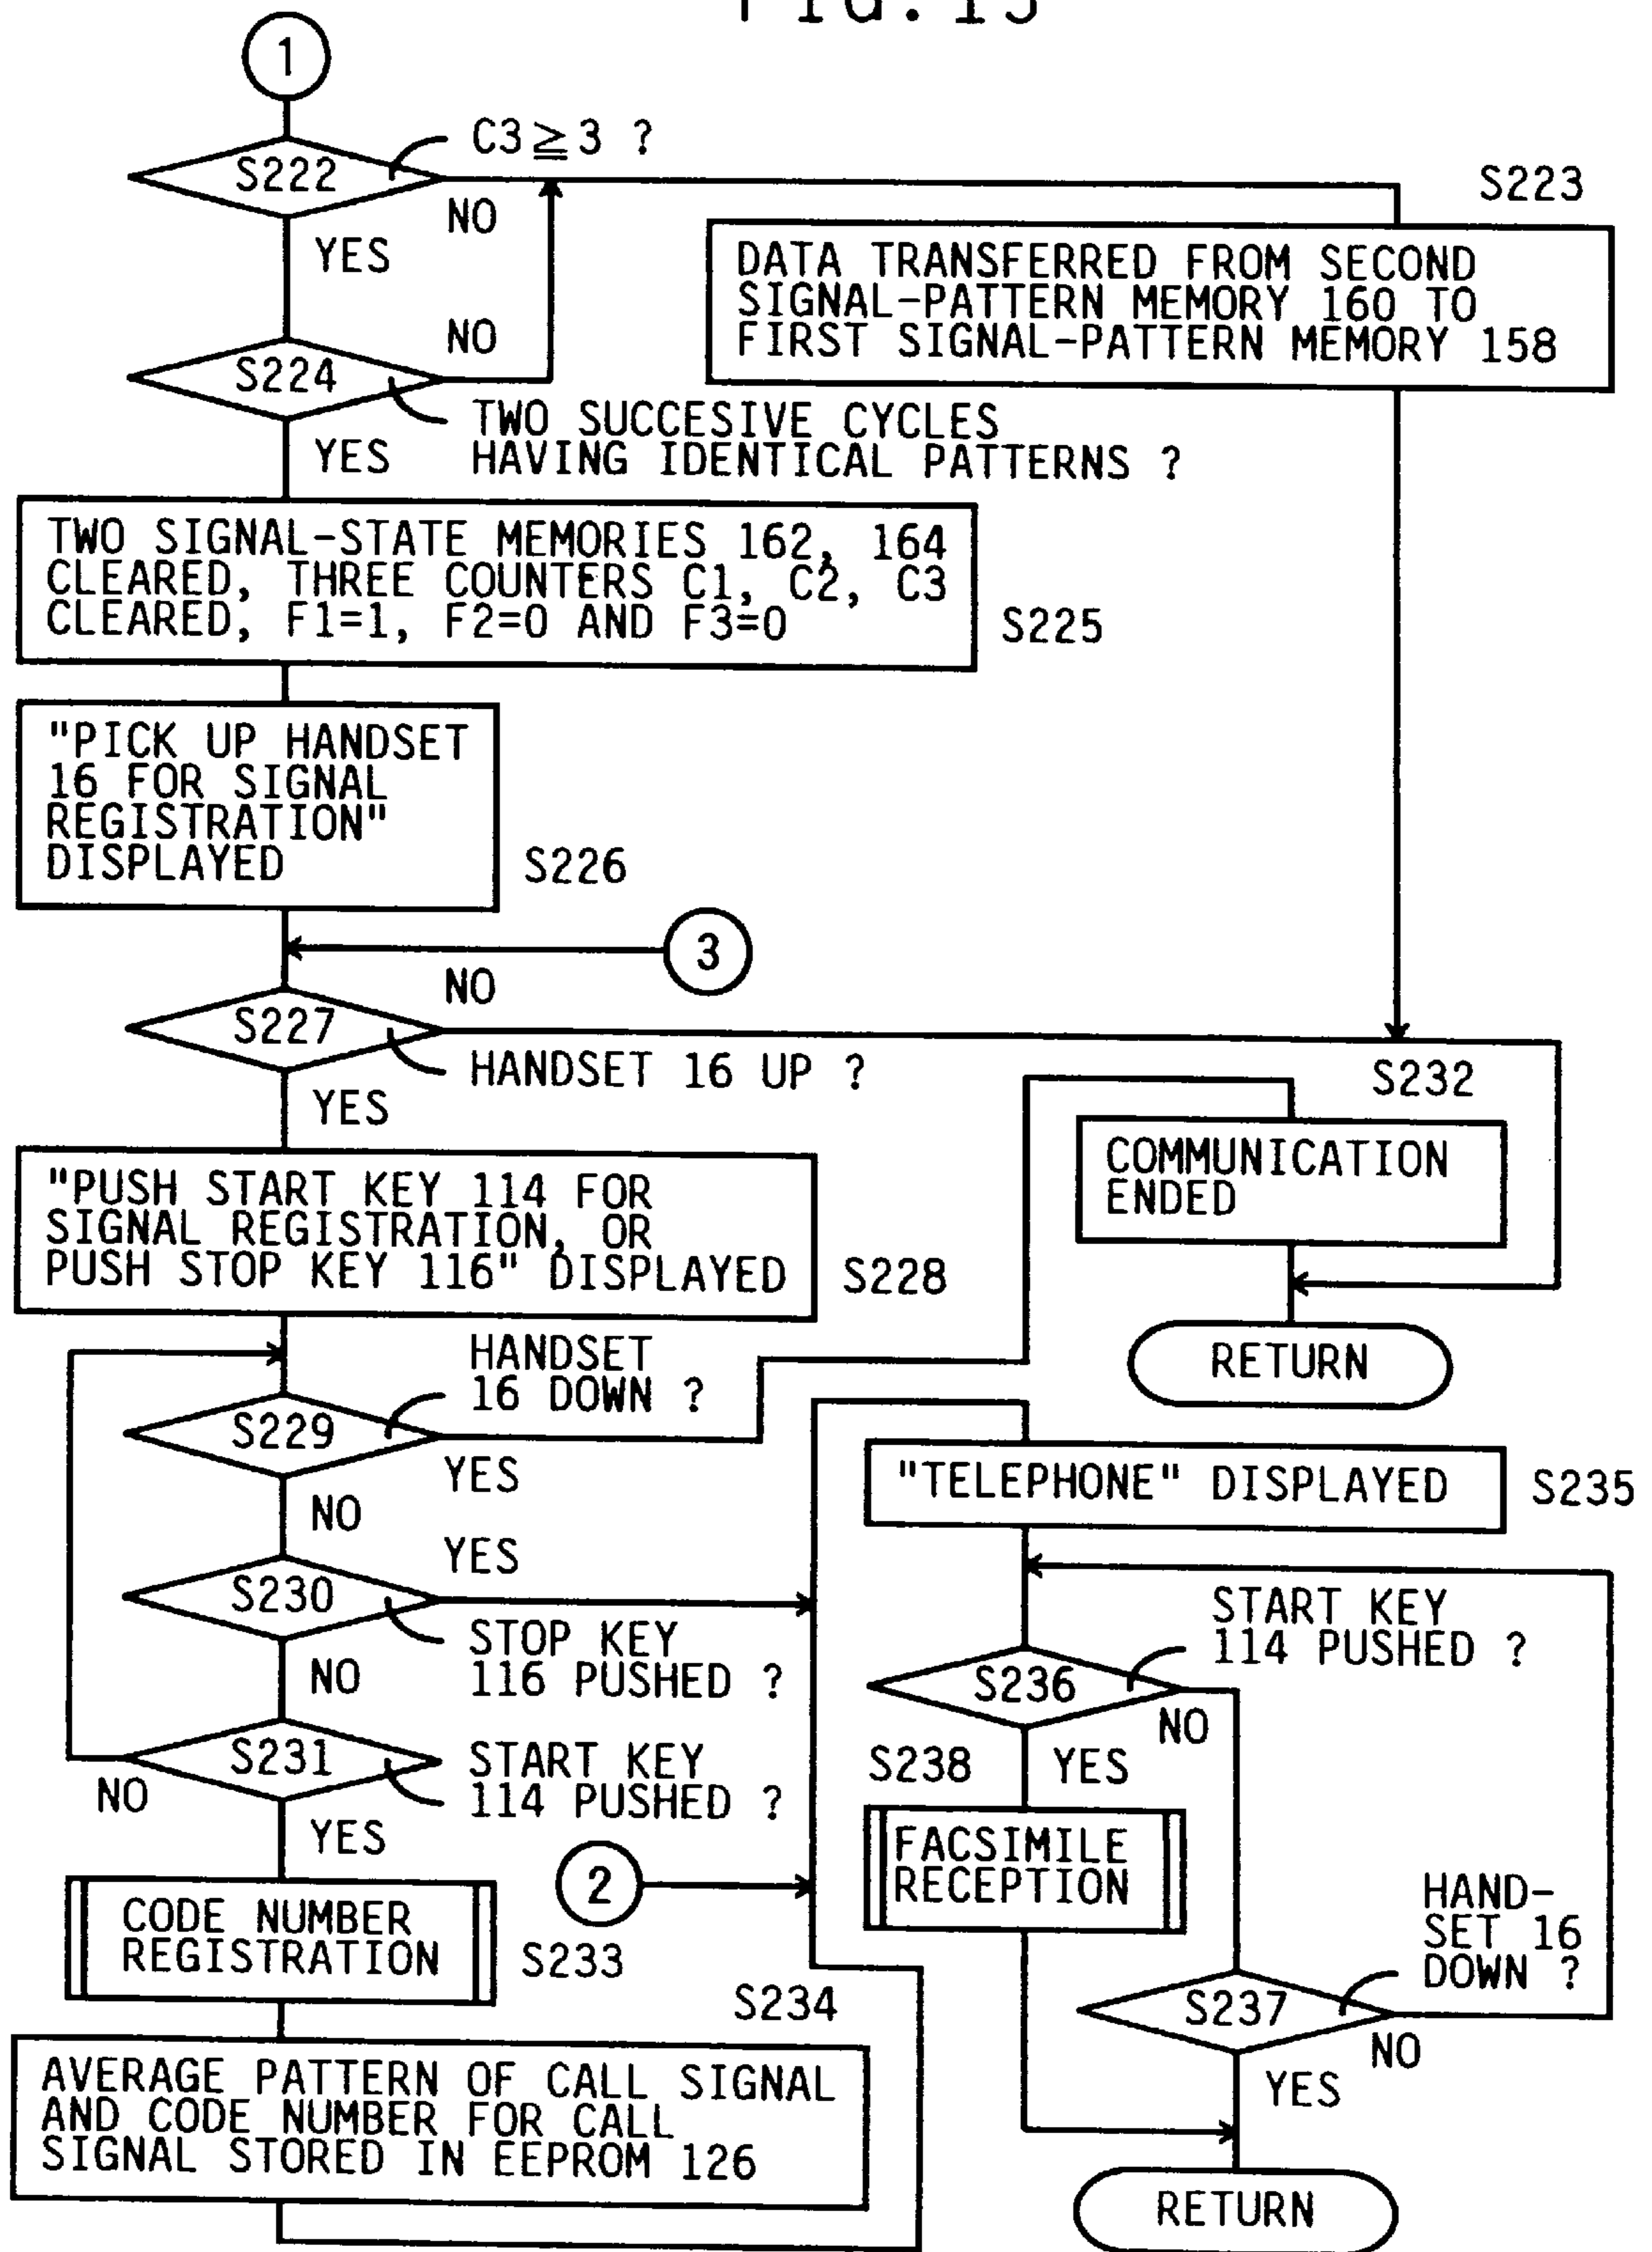 Fig.15
1
C3≧3 ?
S222
NO
YES
S223
DATA TRANSFERRED FROM SECOND
SIGNAL-PATTERN MEMORY 160 TO
FIRST SIGNAL-PATTERN MEMORY 158
NO
S224
TWO SUCCESIVE CYCLES
HAVING IDENTICAL PATTERNS ?
YES
TWO SIGNAL-STATE MEMORIES 162, 164
CLEARED, THREE COUNTERS C1, C2, C3
CLEARED, F1=1, F2=0 AND F3=0
S225
"PICK UP HANDSET
16 FOR SIGNAL
REGISTRATION"
DISPLAYED
S226
3
NO
S227
HANDSET 16 UP ?
YES
S232
COMMUNICATION
ENDED
RETURN
"PUSH START KEY 114 FOR
SIGNAL REGISTRATION, OR
PUSH STOP KEY 116" DISPLAYED
S228
HANDSET
16 DOWN ?
S229
YES
NO
YES
S230
STOP KEY
116 PUSHED ?
NO
S231
START KEY
114 PUSHED ?
NO
YES
CODE NUMBER
REGISTRATION
S233
2
S234
AVERAGE PATTERN OF CALL SIGNAL
AND CODE NUMBER FOR CALL
SIGNAL STORED IN EEPROM 126
"TELEPHONE" DISPLAYED
S235
START KEY
114 PUSHED ?
S236
NO
YES
S238
FACSIMILE
RECEPTION
HAND-
SET 16
DOWN ?
S237
NO
YES
RETURN